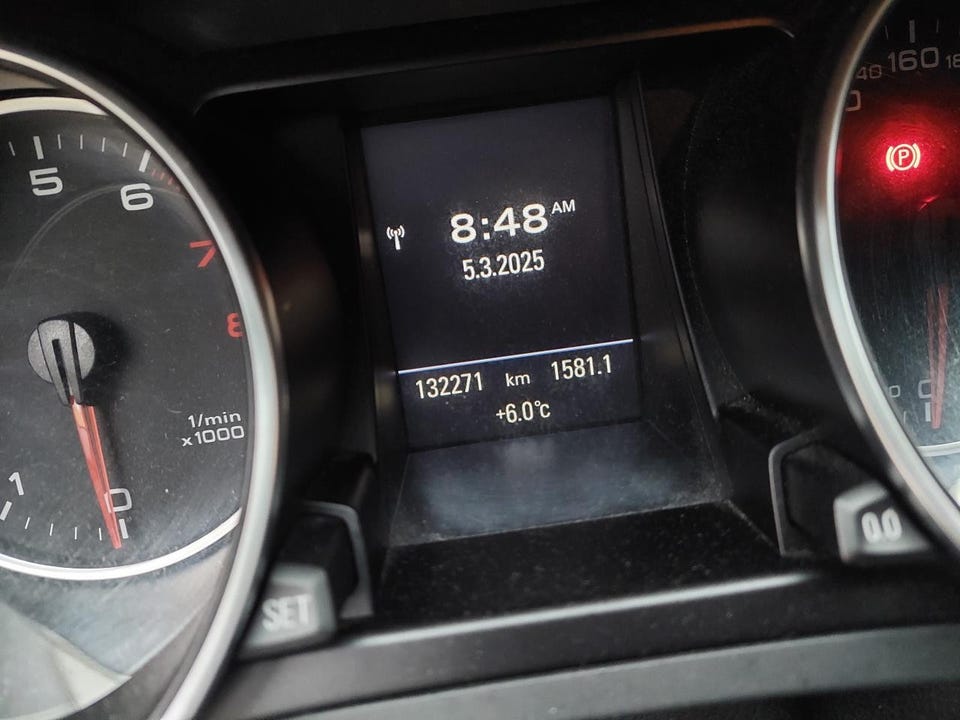 5
6
7
8
1/min
x1000
1
0
8:48 AM
5.3.2025
132271 km 1581.1
+6.0°C
SET
160
P
0
0.0